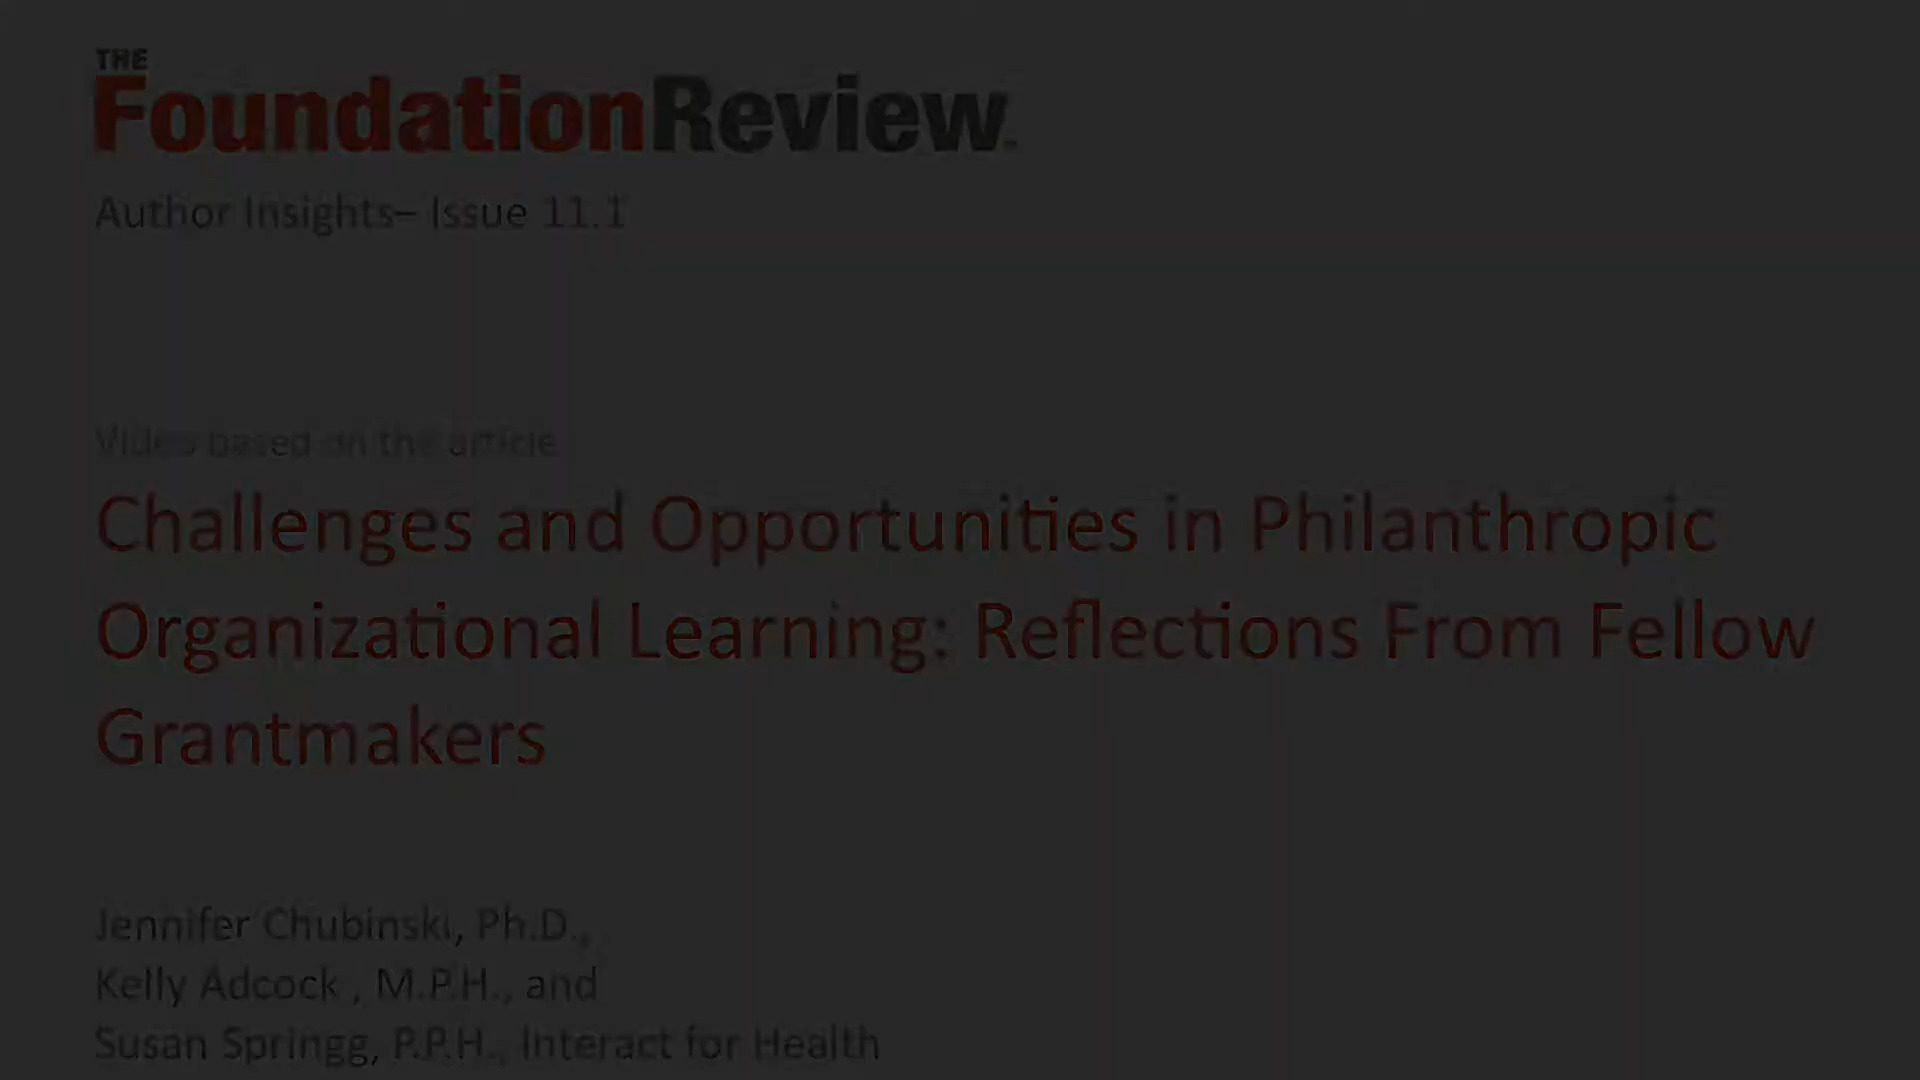 THE
FoundationReview
Author Insights– Issue 11.1
Video based on the article
Challenges and Opportunities in Philanthropic
Organizational Learning: Reflections From Fellow
Grantmakers
Jennifer Chubinski, Ph.D.,
Kelly Adcock , M.P.H., and
Susan Springg, P.P.H., Interact for Health